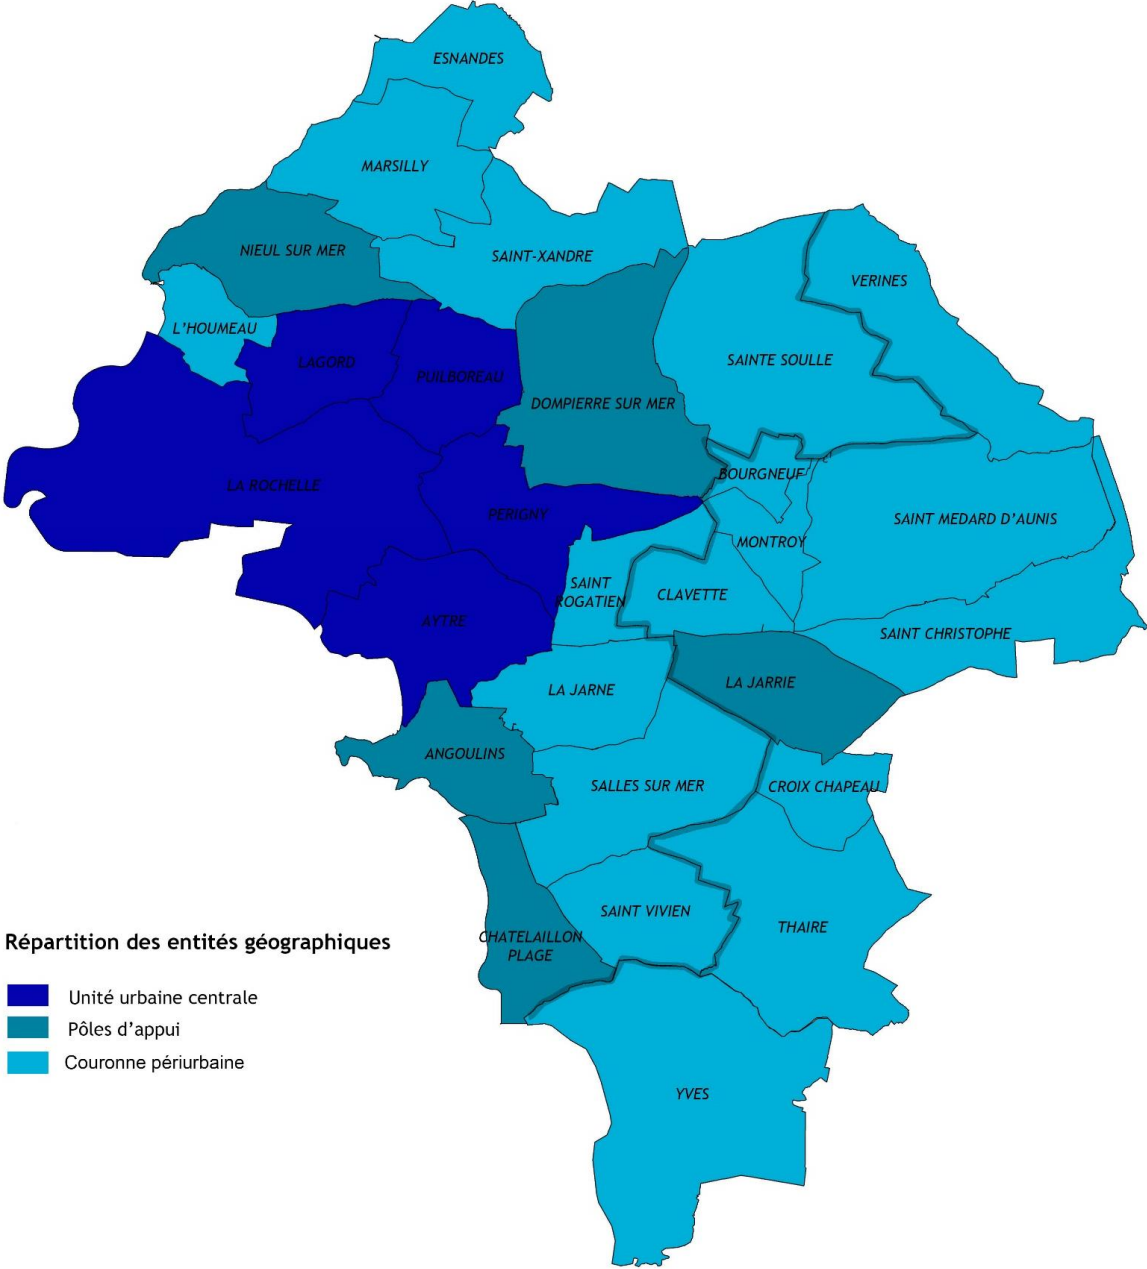 ESNANDES
MARSILLY
NIEUL SUR MER
SAINT-XANDRE
VERINES
L'HOUMEAU
LAGORD
PUILBOREAU
SAINTE SOULLE
DOMPIERRE SUR MER
BOURGNEUF
LA ROCHELLE
PERIGNY
SAINT MEDARD D'AUNIS
MONTROY
SAINT
ROGATIEN
CLAVETTE
AYTRE
SAINT CHRISTOPHE
LA JARNE
LA JARRIE
ANGOULINS
SALLES SUR MER
CROIX CHAPEAU
SAINT VIVIEN
THAIRE
CHATELAILLON
PLAGE
YVES
Répartition des entités géographiques
Unité urbaine centrale
Pôles d'appui
Couronne périurbaine